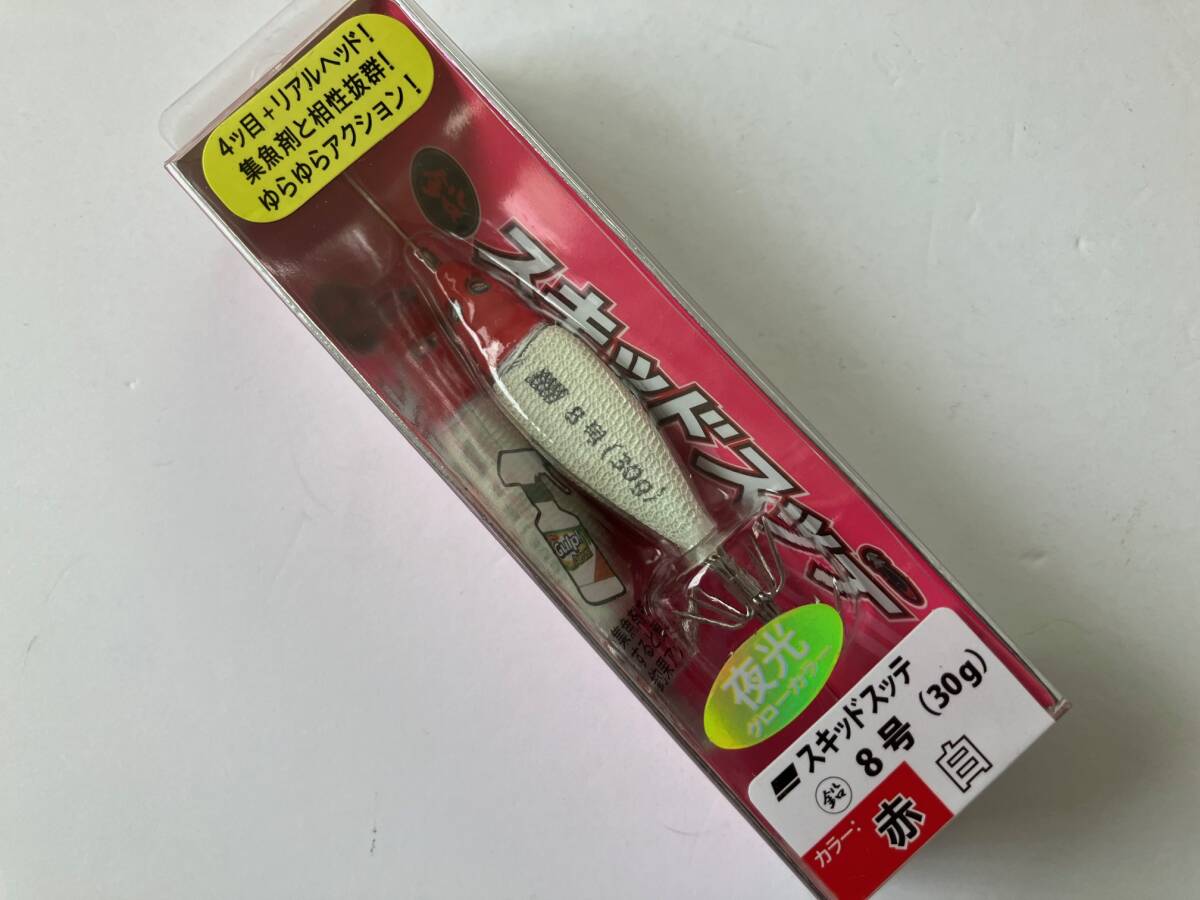 4ッ目+リアルヘッド!
集魚剤と相性抜群!
ゆらゆらアクション!
スキッドスッテ
8号(30g)
Gulp!
夜光
グローカラー
スキッドスッテ
鉛 8号(30g)
カラー: 赤 白